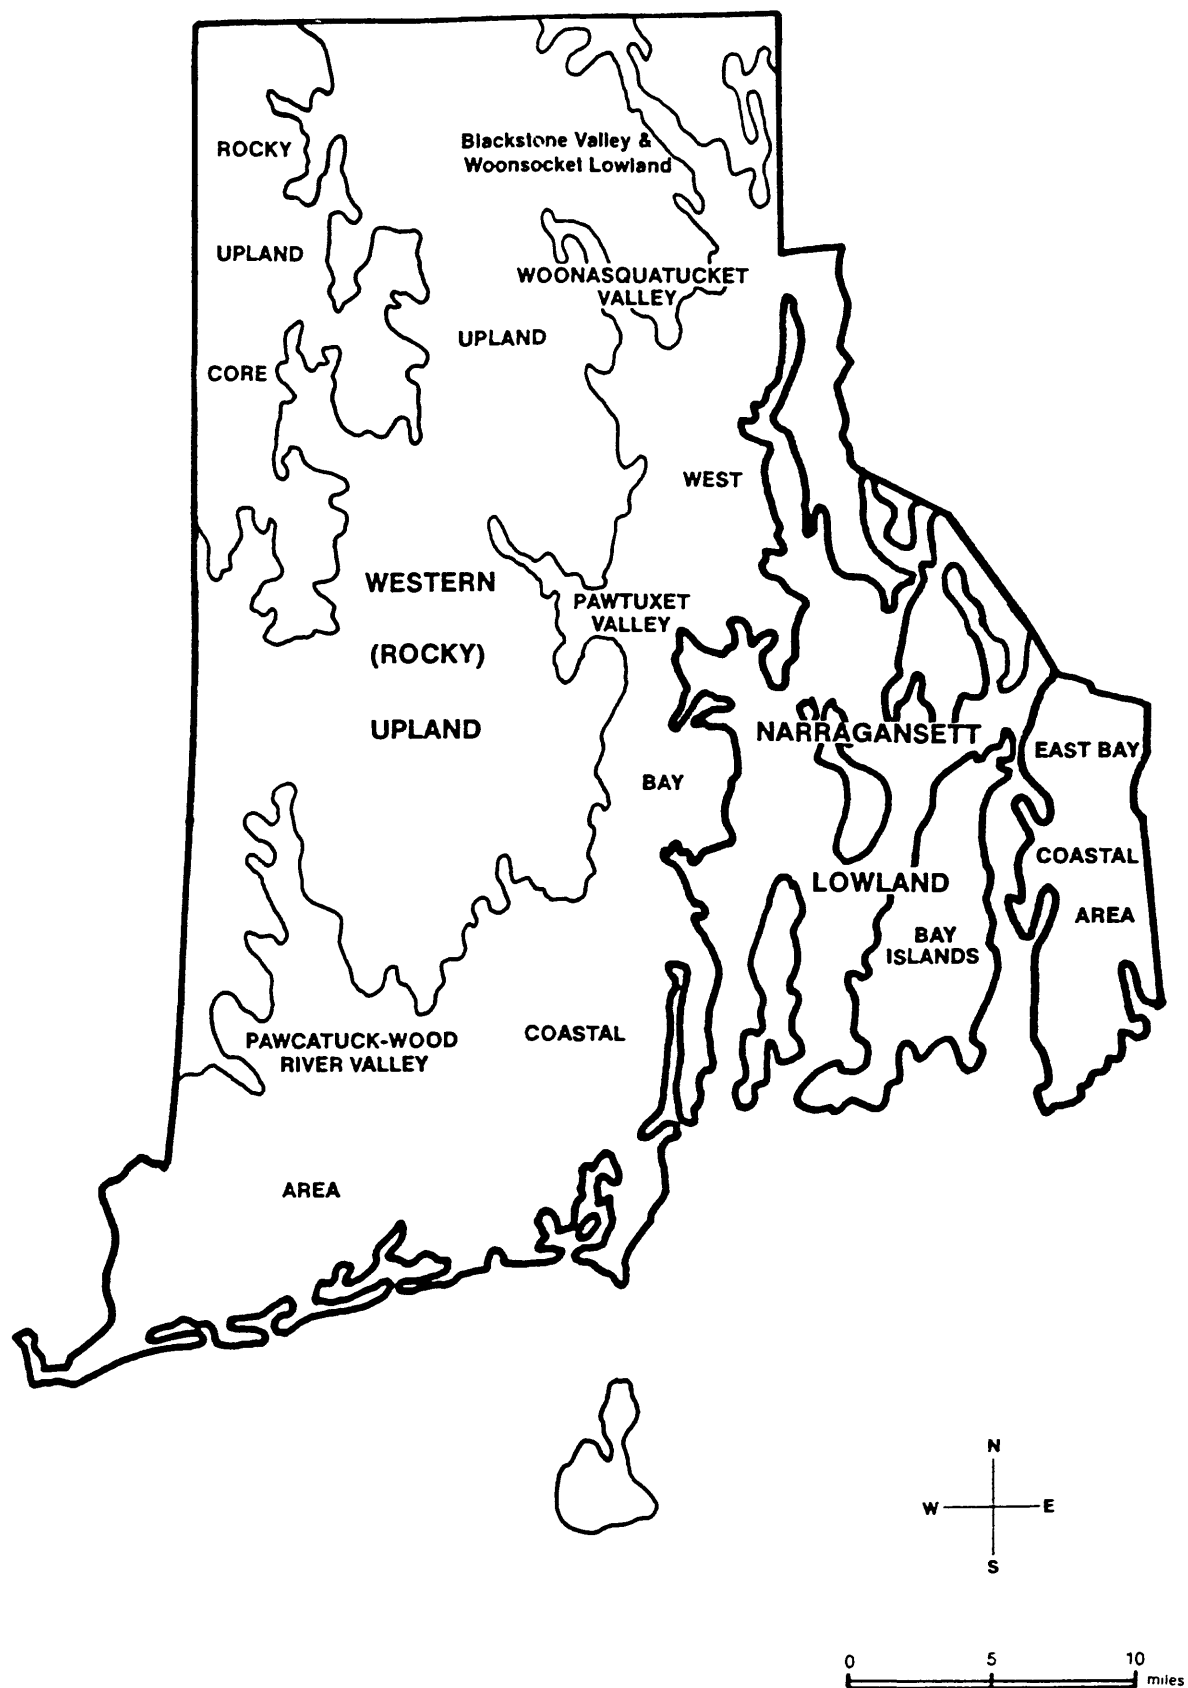 Blackstone Valley &
Woonsocket Lowland
ROCKY
UPLAND
CORE
WOONASQUATUCKET
VALLEY
UPLAND
WEST
BAY
COASTAL
AREA
WESTERN
(ROCKY)
UPLAND
PAWTUXET
VALLEY
NARRAGANSETT
LOWLAND
EAST BAY
COASTAL
AREA
BAY
ISLANDS
PAWCATUCK-WOOD
RIVER VALLEY
N
W E
S
0 5 10
miles